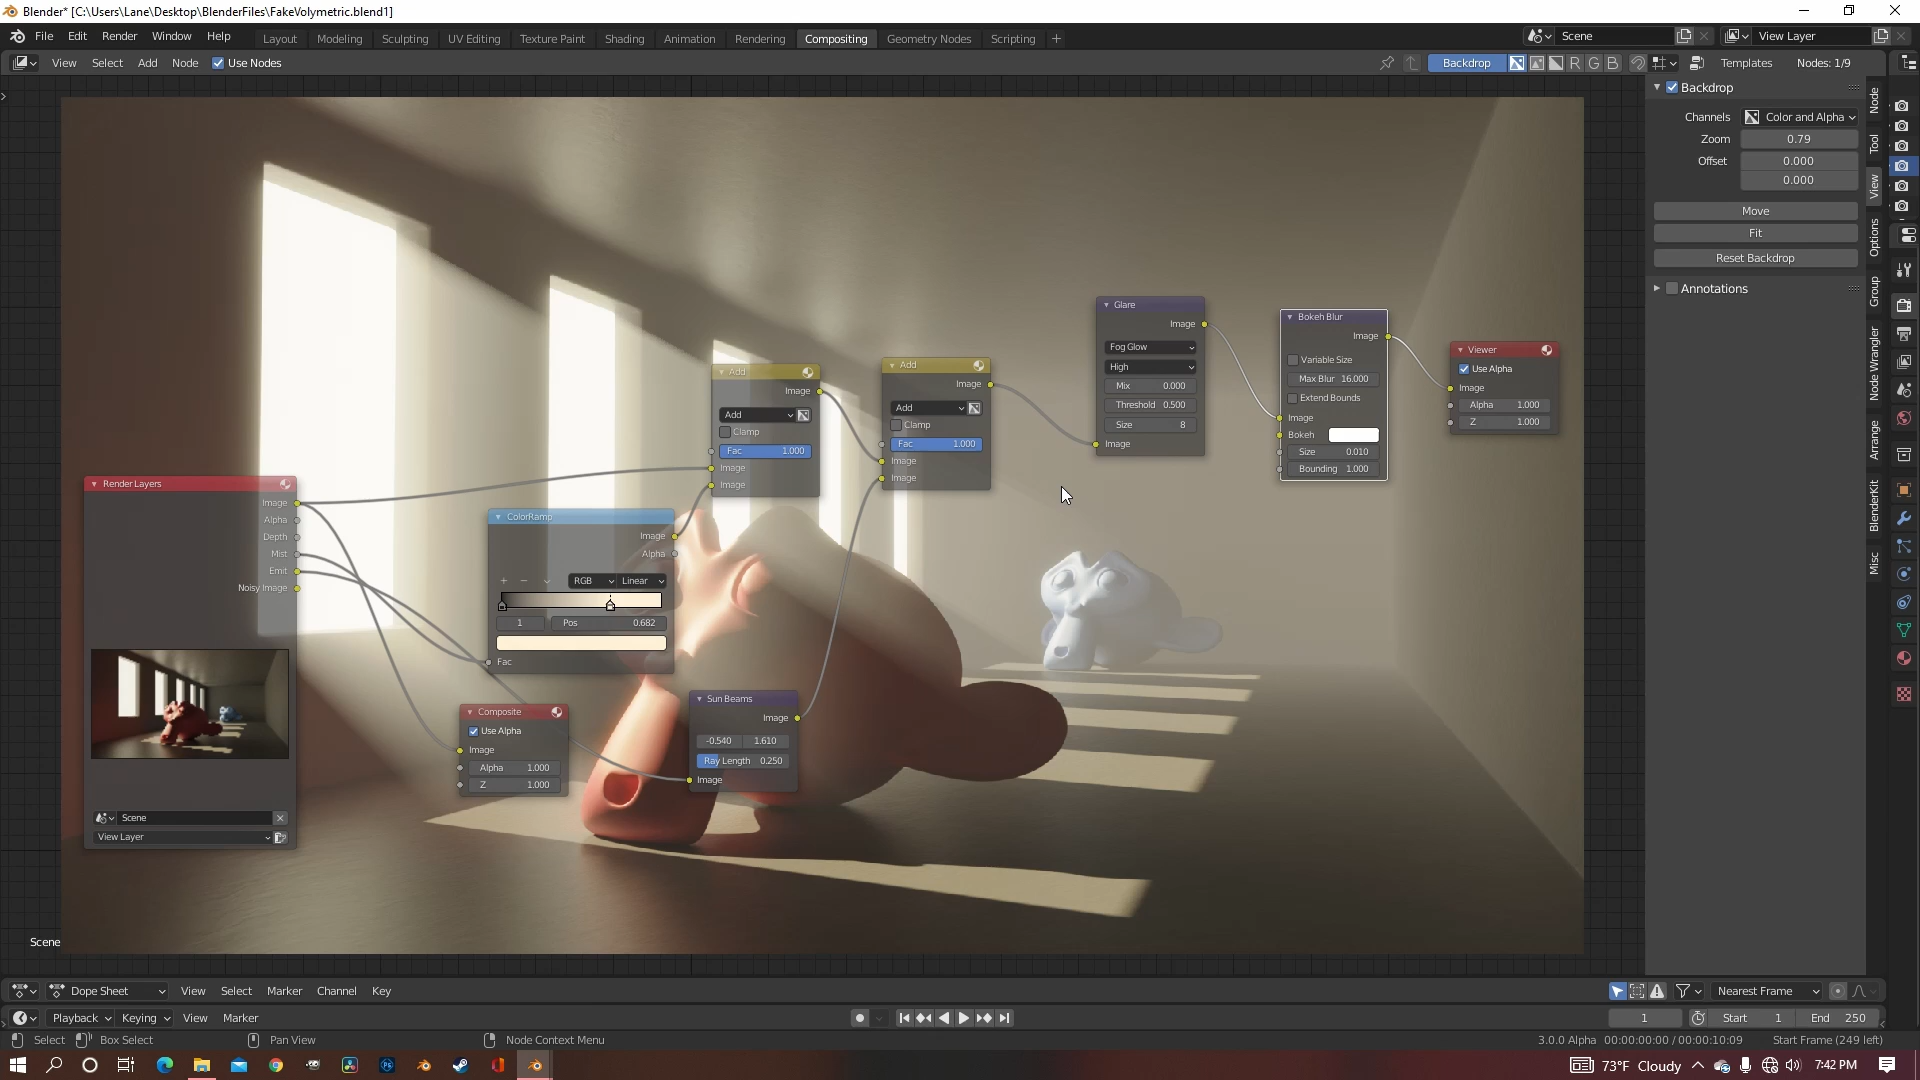 Blender* [C:\Users\Lane\Desktop\BlenderFiles\FakeVolymetric.blend1]
File Edit Render Window Help
Layout Modeling Sculpting UV Editing Texture Paint Shading Animation Rendering Compositing Geometry Nodes Scripting +
Scene
View Layer
View Select Add Node Use Nodes
Backdrop R G B Templates Nodes: 1/9
Backdrop
Channels Color and Alpha
Zoom 0.79
Offset 0.000
0.000
Move
Fit
Reset Backdrop
Annotations
Node
Tool
View
Options
Group
Node Wrangler
Arrange
BlenderKit
Misc
Glare
Image
Fog Glow
High
Mix 0.000
Threshold 0.500
Size 8
Image
Bokeh Blur
Image
Variable Size
Max Blur 16.000
Extend Bounds
Image
Bokeh
Size 0.010
Bounding 1.000
Viewer
Use Alpha
Image
Alpha 1.000
Z 1.000
Add
Image
Add
Clamp
Fac 1.000
Image
Image
Add
Image
Add
Clamp
Fac 1.000
Image
Image
Render Layers
Image
Alpha
Depth
Mist
Emit
Noisy Image
Scene
View Layer
ColorRamp
Image
Alpha
+ − RGB Linear
1 Pos 0.682
Fac
Composite
Use Alpha
Image
Alpha 1.000
Z 1.000
Sun Beams
Image
-0.540 1.610
Ray Length 0.250
Image
Scene
Dope Sheet View Select Marker Channel Key
Nearest Frame
Playback Keying View Marker
1 Start 1 End 250
Select Box Select Pan View Node Context Menu
3.0.0 Alpha 00:00:00:00 / 00:00:10:09 Start Frame (249 left)
73°F Cloudy 7:42 PM